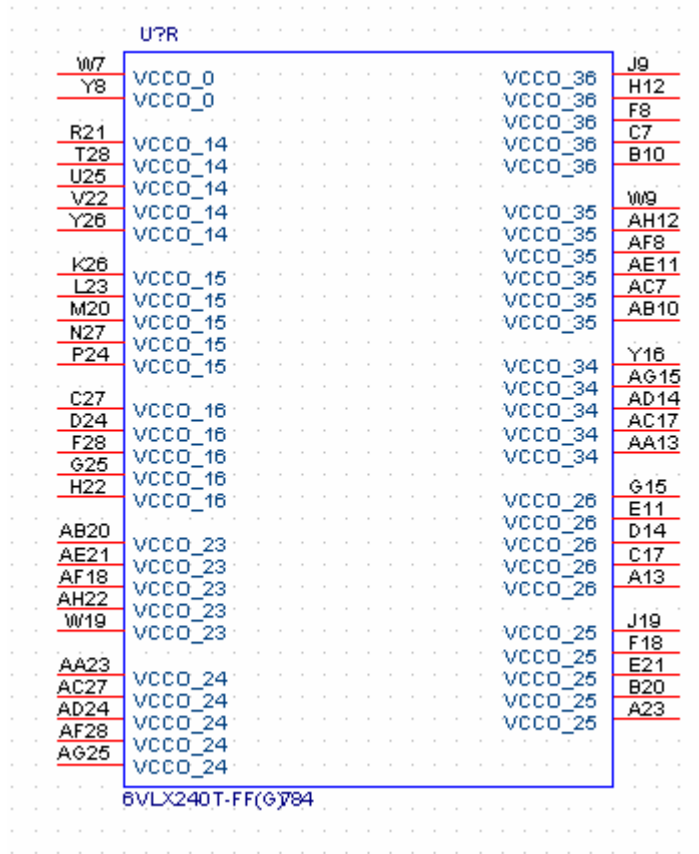 U?R
W7 VCCO_0 VCCO_36 J9
Y8 VCCO_0 VCCO_36 H12
VCCO_36 F8
R21 VCCO_14 VCCO_36 C7
T28 VCCO_14 VCCO_36 B10
U25 VCCO_14
V22 VCCO_14 VCCO_35 W9
Y26 VCCO_14 VCCO_35 AH12
VCCO_35 AF8
K26 VCCO_15 VCCO_35 AE11
L23 VCCO_15 VCCO_35 AC7
M20 VCCO_15 VCCO_35 AB10
N27 VCCO_15
P24 VCCO_15 VCCO_34 Y16
VCCO_34 AG15
C27 VCCO_16 VCCO_34 AD14
D24 VCCO_16 VCCO_34 AC17
F28 VCCO_16 VCCO_34 AA13
G25 VCCO_16
H22 VCCO_16 VCCO_26 G15
VCCO_26 E11
AB20 VCCO_23 VCCO_26 D14
AE21 VCCO_23 VCCO_26 C17
AF18 VCCO_23 VCCO_26 A13
AH22 VCCO_23
W19 VCCO_23 VCCO_25 J19
VCCO_25 F18
AA23 VCCO_24 VCCO_25 E21
AC27 VCCO_24 VCCO_25 B20
AD24 VCCO_24 VCCO_25 A23
AF28 VCCO_24
AG25 VCCO_24
6VLX240T-FF(G)784